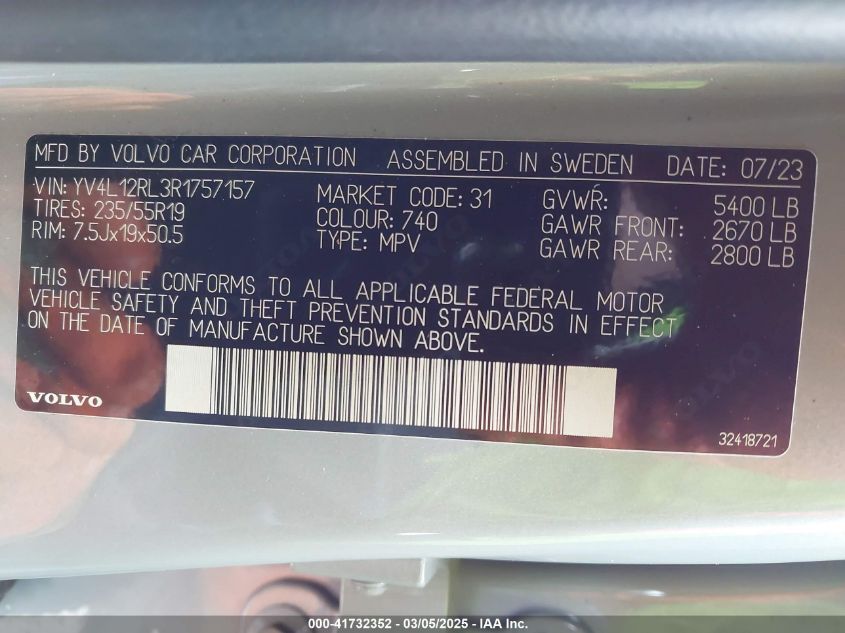 MFD BY VOLVO CAR CORPORATION ASSEMBLED IN SWEDEN DATE: 07/23
VIN: YV4L12RL3R1757157 MARKET CODE: 31 GVWR: 5400 LB
TIRES: 235/55R19 COLOUR: 740 GAWR FRONT: 2670 LB
RIM: 7.5Jx19x50.5 TYPE: MPV GAWR REAR: 2800 LB
THIS VEHICLE CONFORMS TO ALL APPLICABLE FEDERAL MOTOR
VEHICLE SAFETY AND THEFT PREVENTION STANDARDS IN EFFECT
ON THE DATE OF MANUFACTURE SHOWN ABOVE.
VOLVO
32418721
000-41732352 - 03/05/2025 - IAA Inc.